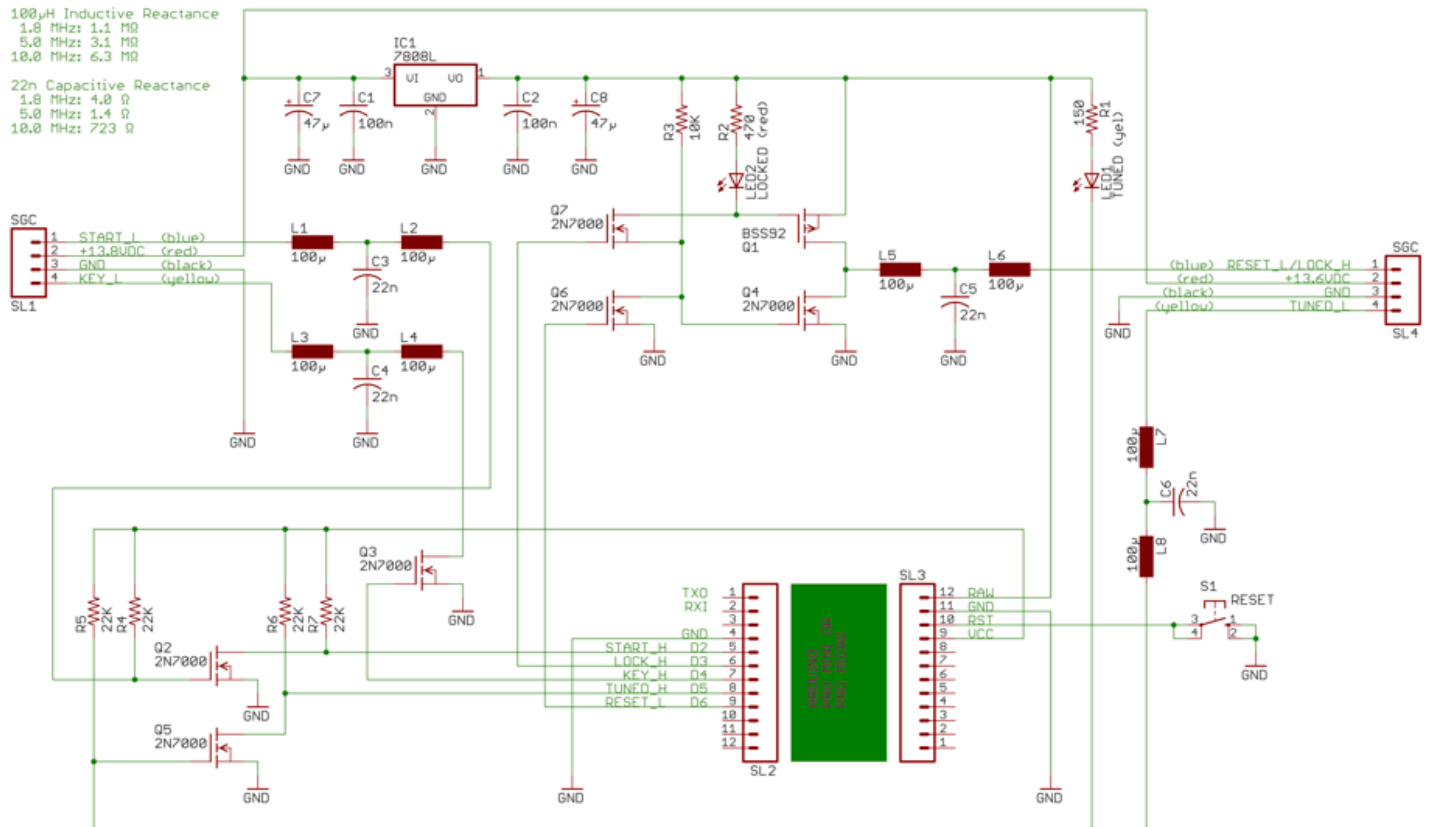 100µH Inductive Reactance
1.8 MHz: 1.1 MΩ
5.0 MHz: 3.1 MΩ
10.0 MHz: 6.3 MΩ
22n Capacitive Reactance
1.8 MHz: 4.0 Ω
5.0 MHz: 1.4 Ω
10.0 MHz: 723 Ω
IC1
7808L
3 VI VO 1
GND
2
C7
47µ
C1
100n
C2
100n
C8
47µ
R3
10K
R2
470
LED2
LOCKED (red)
150
R1
LED1
TUNED (yel)
GND
GND
GND
GND
GND
SGC
1 START_L (blue)
2 +13.8VDC (red)
3 GND (black)
4 KEY_L (yellow)
SL1
L1
100µ
L2
100µ
C3
22n
GND
L3
100µ
L4
100µ
C4
22n
GND
GND
Q7
2N7000
BSS92
Q1
Q6
2N7000
Q4
2N7000
GND
GND
L5
100µ
L6
100µ
C5
22n
GND
SGC
(blue) RESET_L/LOCK_H 1
(red) +13.6VDC 2
(black) GND 3
(yellow) TUNED_L 4
SL4
GND
100µ
L7
C6
22n
GND
100µ
L8
S1
RESET
3 1
4 2
GND
R5
22K
R4
22K
R6
22K
R7
22K
Q3
2N7000
GND
Q2
2N7000
GND
Q5
2N7000
GND
TXO 1
RXI 2
3
GND 4
START_H D2 5
LOCK_H D3 6
KEY_H D4 7
TUNED_H D5 8
RESET_L D6 9
10
11
12
SL2
GND
ARDUINO
SL3
12 RAW
11 GND
10 RST
9 VCC
8
7
6
5
4
3
2
1
GND